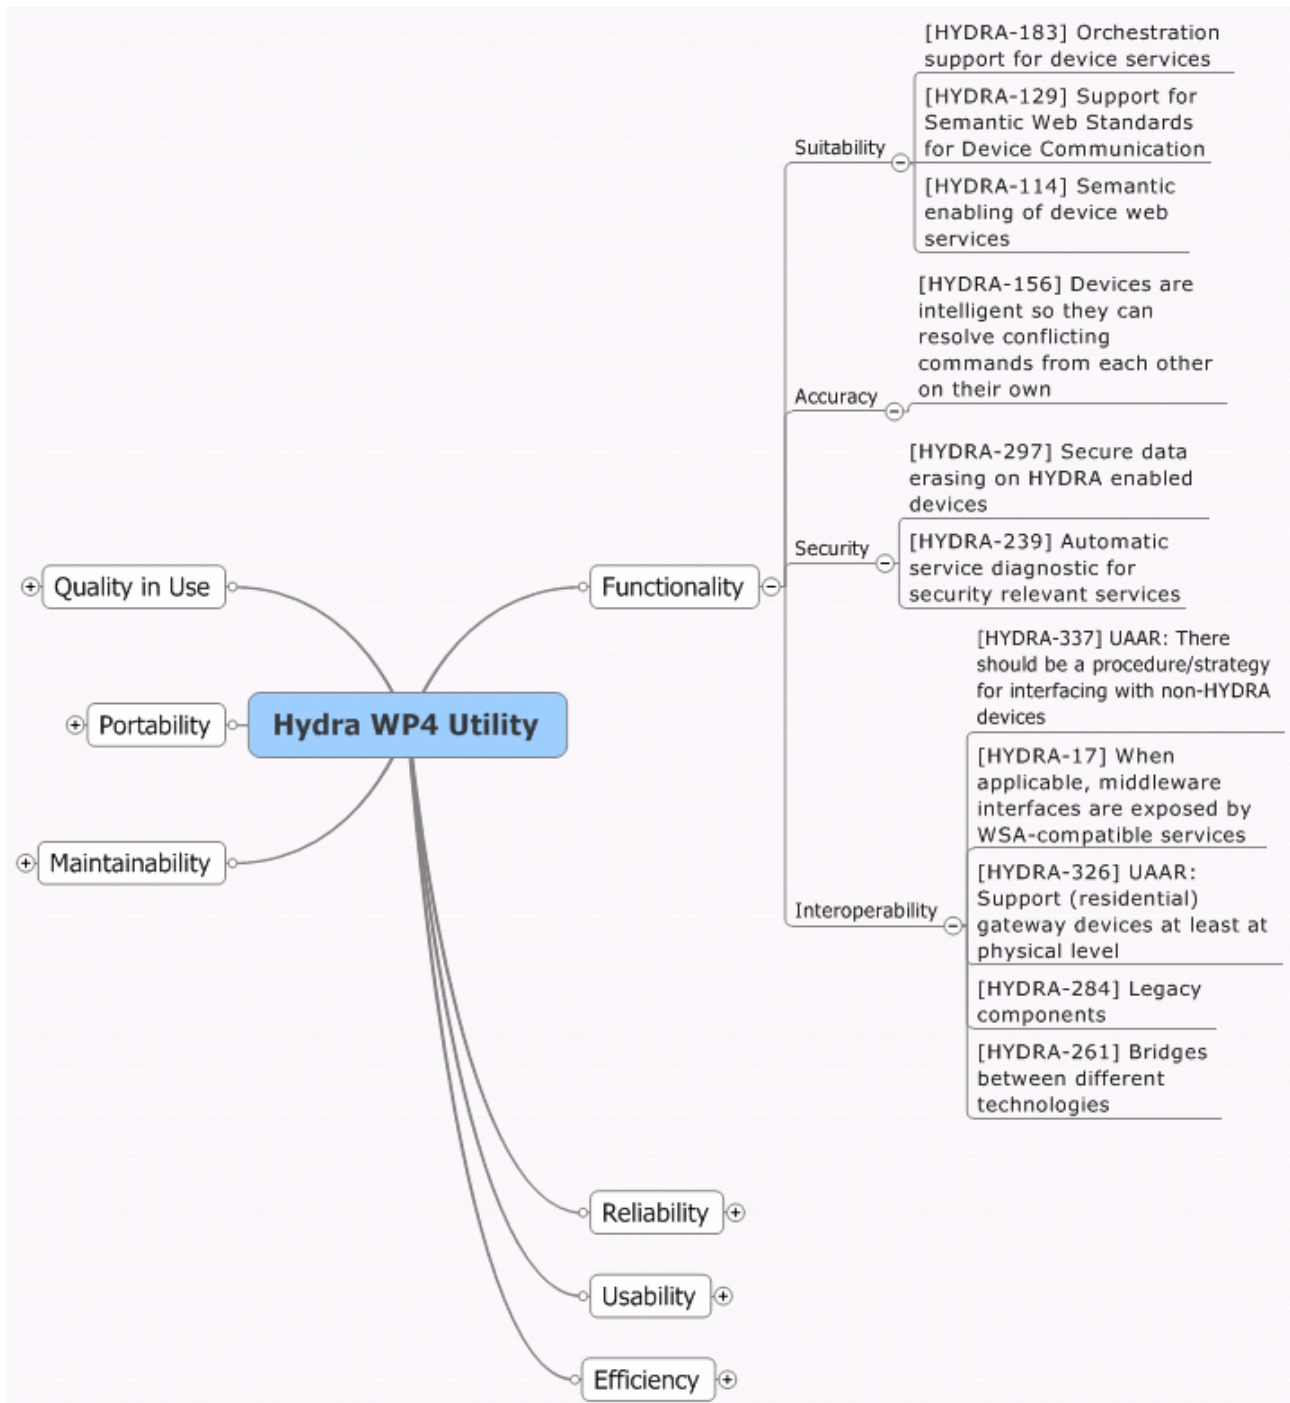 [HYDRA-183] Orchestration
support for device services
[HYDRA-129] Support for
Semantic Web Standards
for Device Communication
Suitability
[HYDRA-114] Semantic
enabling of device web
services
[HYDRA-156] Devices are
intelligent so they can
resolve conflicting
commands from each other
on their own
Accuracy
[HYDRA-297] Secure data
erasing on HYDRA enabled
devices
Security
[HYDRA-239] Automatic
service diagnostic for
security relevant services
Quality in Use
Functionality
[HYDRA-337] UAAR: There
should be a procedure/strategy
for interfacing with non-HYDRA
devices
Portability
Hydra WP4 Utility
[HYDRA-17] When
applicable, middleware
interfaces are exposed by
WSA-compatible services
Maintainability
[HYDRA-326] UAAR:
Support (residential)
gateway devices at least at
physical level
Interoperability
[HYDRA-284] Legacy
components
[HYDRA-261] Bridges
between different
technologies
Reliability
Usability
Efficiency